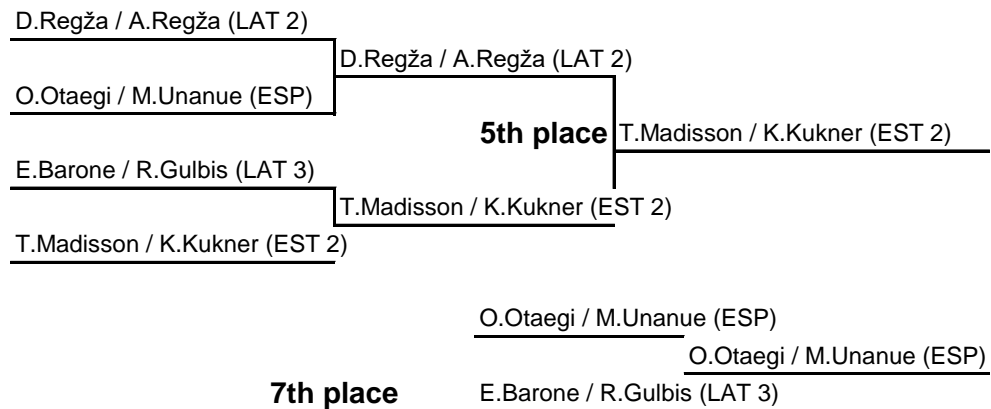 D.Regža / A.Regža (LAT 2)
D.Regža / A.Regža (LAT 2)
O.Otaegi / M.Unanue (ESP)
5th place
T.Madisson / K.Kukner (EST 2)
E.Barone / R.Gulbis (LAT 3)
T.Madisson / K.Kukner (EST 2)
T.Madisson / K.Kukner (EST 2)
O.Otaegi / M.Unanue (ESP)
O.Otaegi / M.Unanue (ESP)
7th place
E.Barone / R.Gulbis (LAT 3)